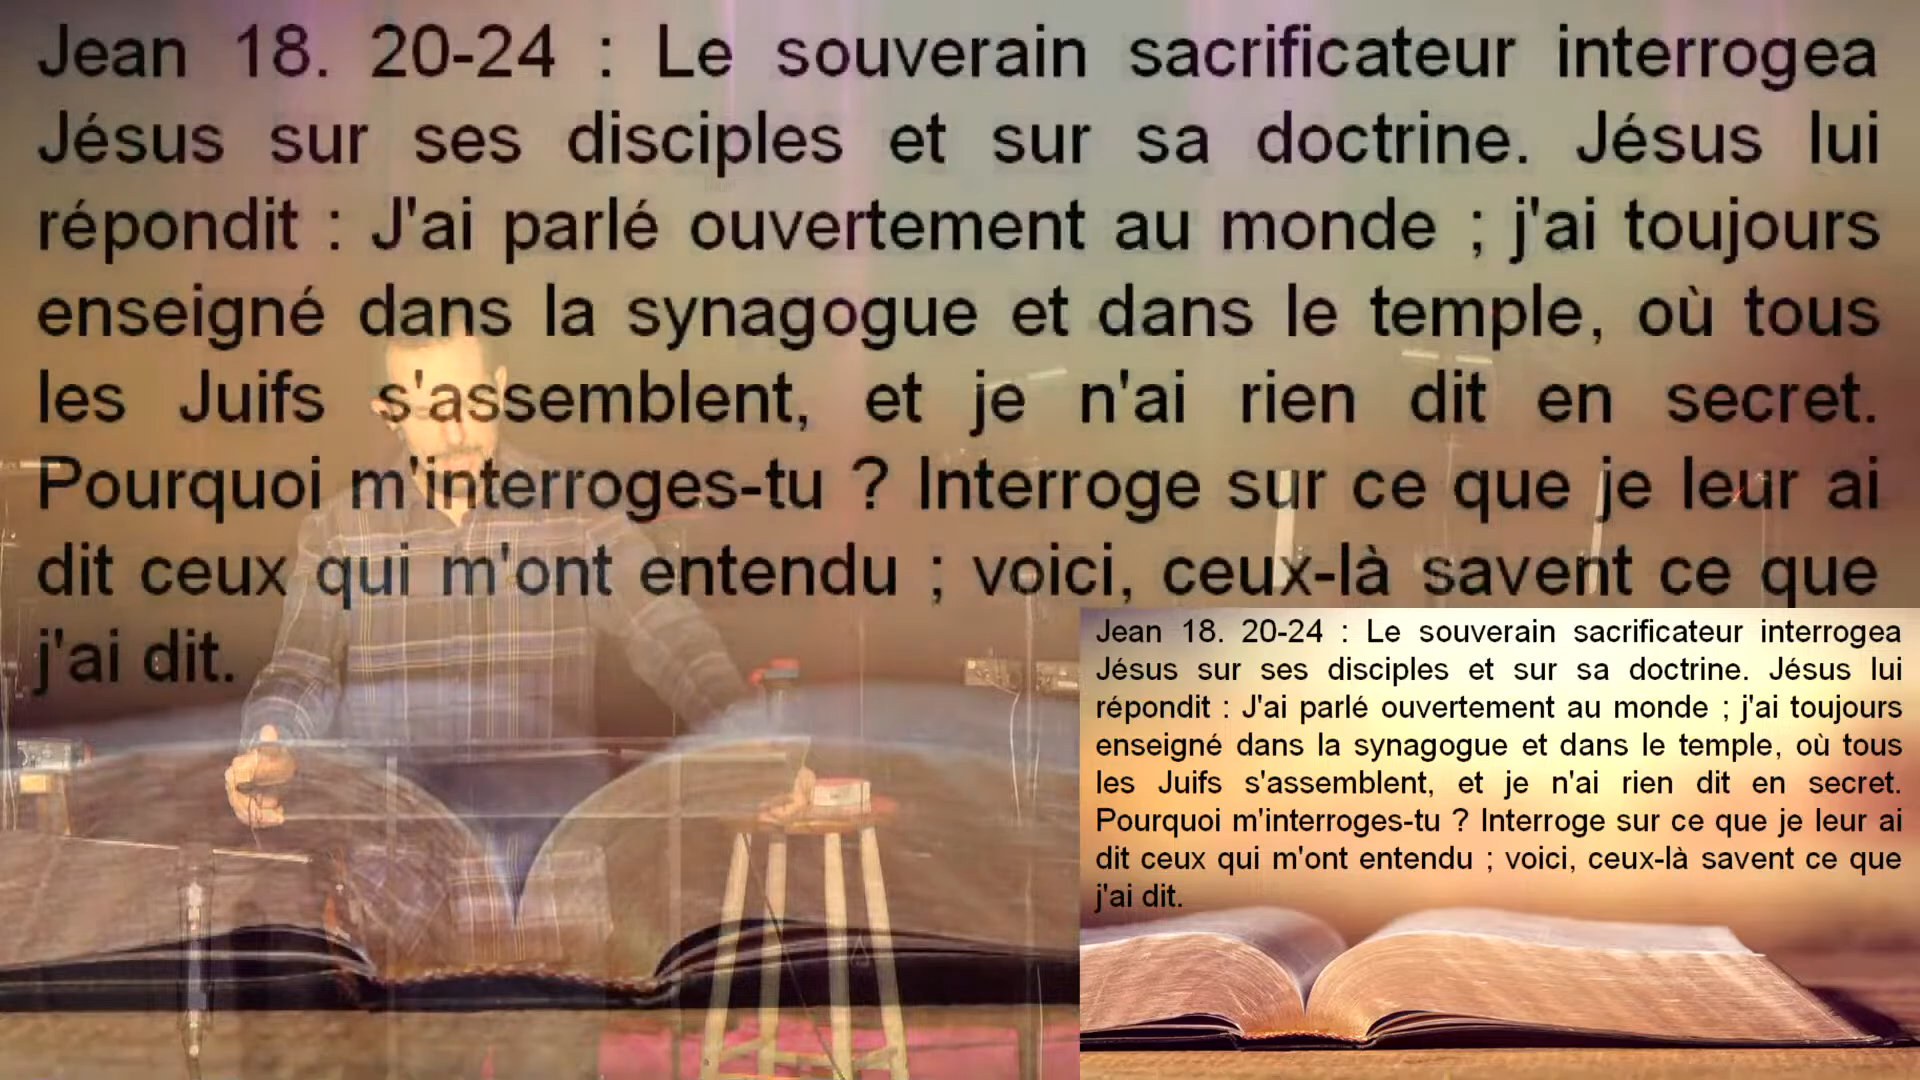 Jean 18. 20-24 : Le souverain sacrificateur interrogea
Jésus sur ses disciples et sur sa doctrine. Jésus lui
répondit : J'ai parlé ouvertement au monde ; j'ai toujours
enseigné dans la synagogue et dans le temple, où tous
les Juifs s'assemblent, et je n'ai rien dit en secret.
Pourquoi m'interroges-tu ? Interroge sur ce que je leur ai
dit ceux qui m'ont entendu ; voici, ceux-là savent ce que
j'ai dit.
Jean 18. 20-24 : Le souverain sacrificateur interrogea
Jésus sur ses disciples et sur sa doctrine. Jésus lui
répondit : J'ai parlé ouvertement au monde ; j'ai toujours
enseigné dans la synagogue et dans le temple, où tous
les Juifs s'assemblent, et je n'ai rien dit en secret.
Pourquoi m'interroges-tu ? Interroge sur ce que je leur ai
dit ceux qui m'ont entendu ; voici, ceux-là savent ce que
j'ai dit.